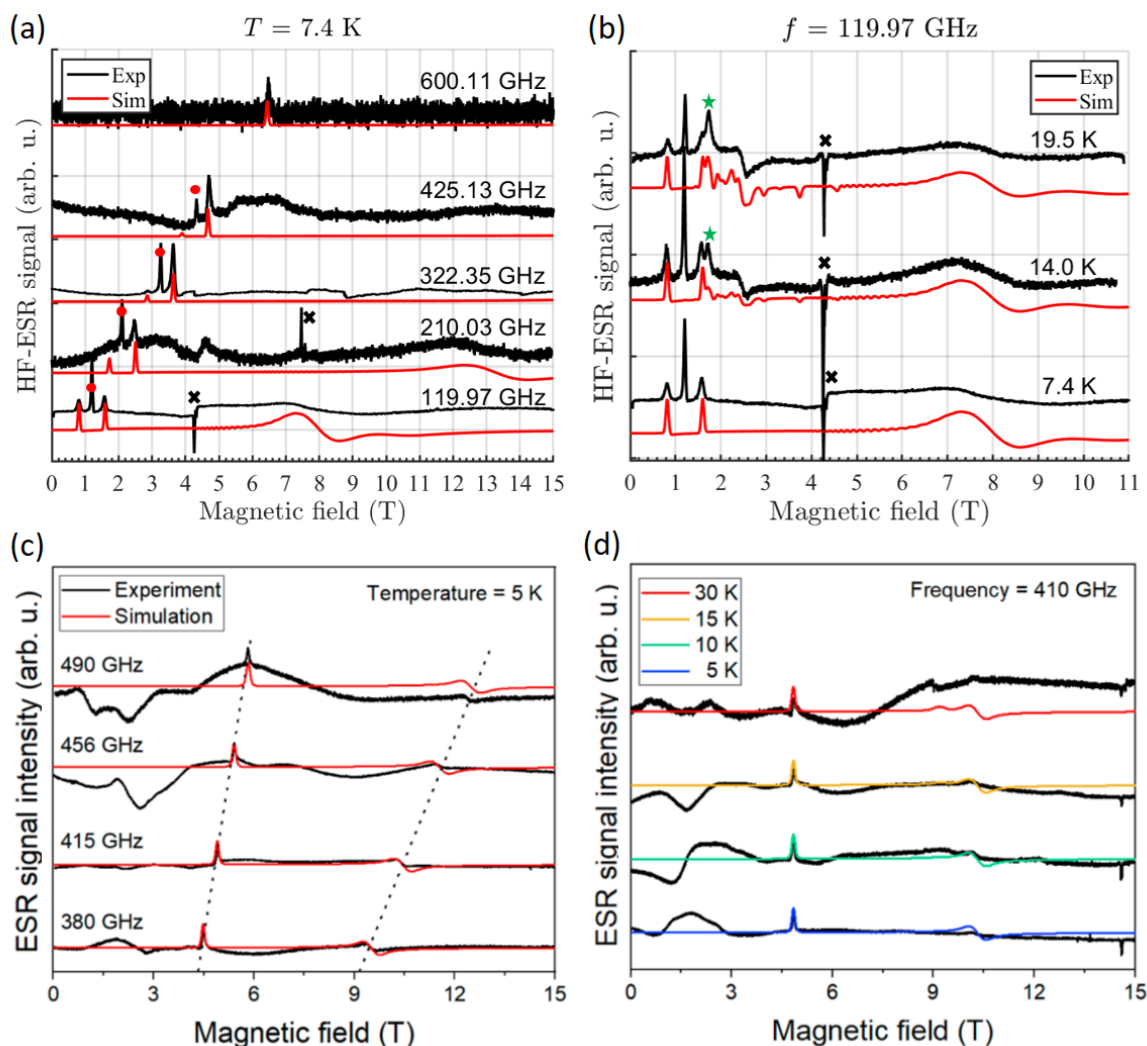 (a)
T = 7.4 K
Exp
Sim
600.11 GHz
425.13 GHz
322.35 GHz
210.03 GHz
119.97 GHz
HF-ESR signal (arb. u.)
0 1 2 3 4 5 6 7 8 9 10 11 12 13 14 15
Magnetic field (T)
(b)
f = 119.97 GHz
Exp
Sim
19.5 K
14.0 K
7.4 K
HF-ESR signal (arb. u.)
0 1 2 3 4 5 6 7 8 9 10 11
Magnetic field (T)
(c)
Experiment
Simulation
Temperature = 5 K
490 GHz
456 GHz
415 GHz
380 GHz
ESR signal intensity (arb. u.)
0 3 6 9 12 15
Magnetic field (T)
(d)
30 K
15 K
10 K
5 K
Frequency = 410 GHz
ESR signal intensity (arb. u.)
0 3 6 9 12 15
Magnetic field (T)